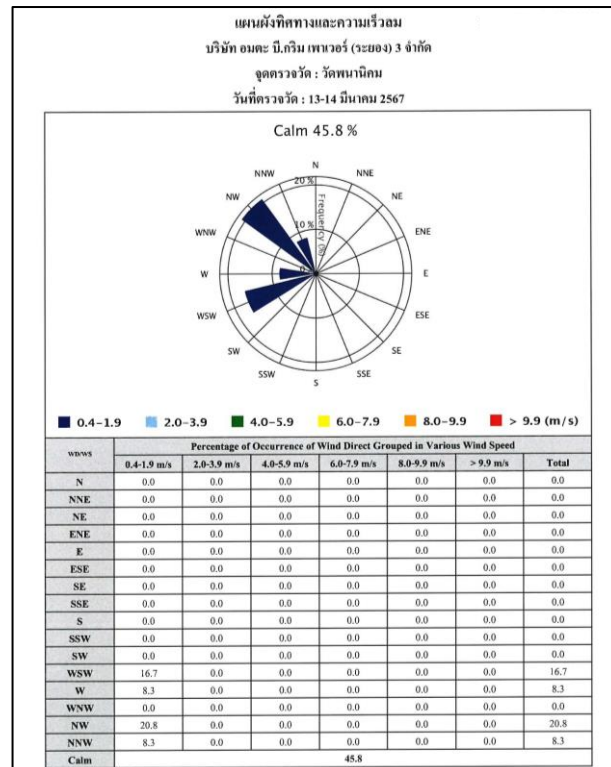 แผนผังทิศทางและความเร็วลม
บริษัท อมตะ บี.กริม เพาเวอร์ (ระยอง) 3 จำกัด
จุดตรวจวัด : วัดพนานิคม
วันที่ตรวจวัด : 13-14 มีนาคม 2567
Calm 45.8 %
N
NNW NNE
20 %
NW NE
Frequency (%)
WNW 10 % ENE
W 0 E
WSW ESE
SW SE
SSW SSE
S
0.4-1.9 2.0-3.9 4.0-5.9 6.0-7.9 8.0-9.9 > 9.9 (m/s)
WD/WS Percentage of Occurrence of Wind Direct Grouped in Various Wind Speed
0.4-1.9 m/s 2.0-3.9 m/s 4.0-5.9 m/s 6.0-7.9 m/s 8.0-9.9 m/s > 9.9 m/s Total
N 0.0 0.0 0.0 0.0 0.0 0.0 0.0
NNE 0.0 0.0 0.0 0.0 0.0 0.0 0.0
NE 0.0 0.0 0.0 0.0 0.0 0.0 0.0
ENE 0.0 0.0 0.0 0.0 0.0 0.0 0.0
E 0.0 0.0 0.0 0.0 0.0 0.0 0.0
ESE 0.0 0.0 0.0 0.0 0.0 0.0 0.0
SE 0.0 0.0 0.0 0.0 0.0 0.0 0.0
SSE 0.0 0.0 0.0 0.0 0.0 0.0 0.0
S 0.0 0.0 0.0 0.0 0.0 0.0 0.0
SSW 0.0 0.0 0.0 0.0 0.0 0.0 0.0
SW 0.0 0.0 0.0 0.0 0.0 0.0 0.0
WSW 16.7 0.0 0.0 0.0 0.0 0.0 16.7
W 8.3 0.0 0.0 0.0 0.0 0.0 8.3
WNW 0.0 0.0 0.0 0.0 0.0 0.0 0.0
NW 20.8 0.0 0.0 0.0 0.0 0.0 20.8
NNW 8.3 0.0 0.0 0.0 0.0 0.0 8.3
Calm 45.8